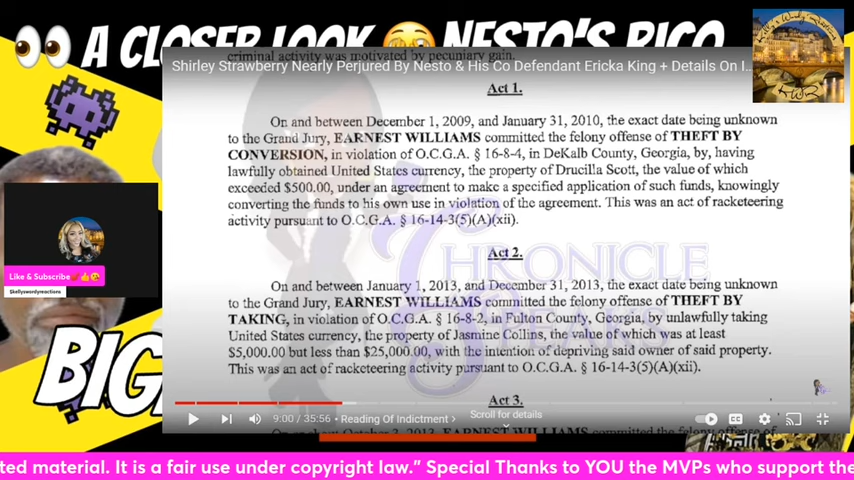 A CLOSER LOOK NESTO'S RICO
criminal activity was motivated by pecuniary gain.
Shirley Strawberry Nearly Perjured By Nesto & His Co Defendant Ericka King + Details On I...
Act 1.
On and between December 1, 2009, and January 31, 2010, the exact date being unknown
to the Grand Jury, EARNEST WILLIAMS committed the felony offense of THEFT BY
CONVERSION, in violation of O.C.G.A. § 16-8-4, in DeKalb County, Georgia, by, having
lawfully obtained United States currency, the property of Drucilla Scott, the value of which
exceeded $500.00, under an agreement to make a specified application of such funds, knowingly
converting the funds to his own use in violation of the agreement. This was an act of racketeering
activity pursuant to O.C.G.A. § 16-14-3(5)(A)(xii).
Act 2.
On and between January 1, 2013, and December 31, 2013, the exact date being unknown
to the Grand Jury, EARNEST WILLIAMS committed the felony offense of THEFT BY
TAKING, in violation of O.C.G.A. § 16-8-2, in Fulton County, Georgia, by unlawfully taking
United States currency, the property of Jasmine Collins, the value of which was at least
$5,000.00 but less than $25,000.00, with the intention of depriving said owner of said property.
This was an act of racketeering activity pursuant to O.C.G.A. § 16-14-3(5)(A)(xii).
Act 3.
CHRONICLE
SPEAKS
Like & Subscribe
Skellyswordyreactions
BIG
9:00 / 35:56 • Reading Of Indictment >
Scroll for details
ted material. It is a fair use under copyright law." Special Thanks to YOU the MVPs who support the